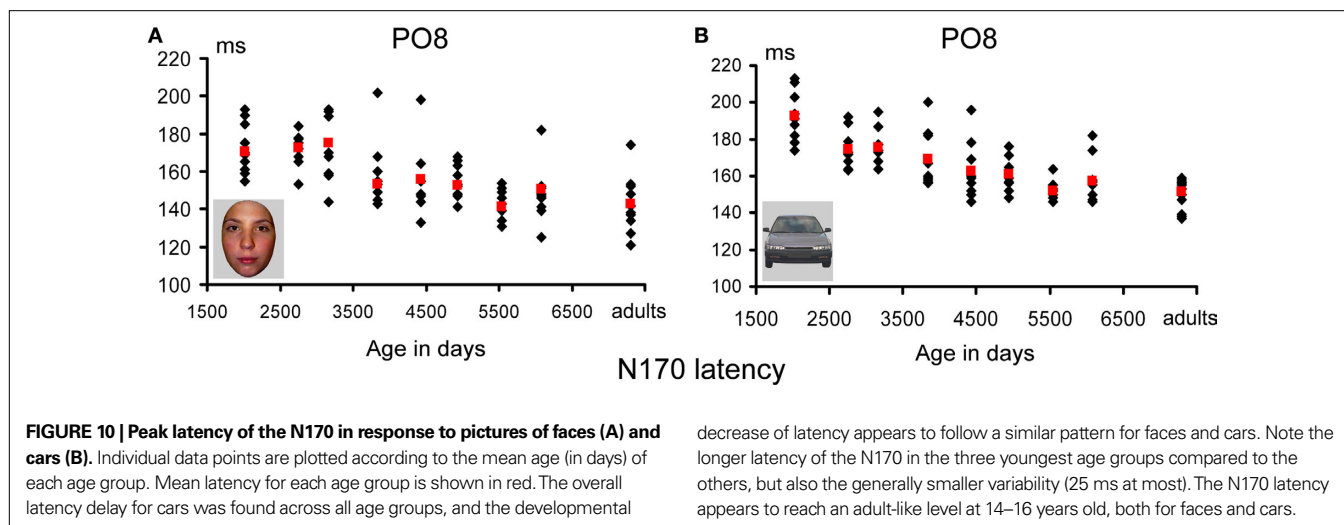 A
ms
PO8
220
200
180
160
140
120
100
1500 2500 3500 4500 5500 6500 adults
Age in days
B
ms
PO8
220
200
180
160
140
120
100
1500 2500 3500 4500 5500 6500 adults
Age in days
N170 latency
FIGURE 10 | Peak latency of the N170 in response to pictures of faces (A) and
cars (B). Individual data points are plotted according to the mean age (in days) of
each age group. Mean latency for each age group is shown in red. The overall
latency delay for cars was found across all age groups, and the developmental
decrease of latency appears to follow a similar pattern for faces and cars. Note the
longer latency of the N170 in the three youngest age groups compared to the
others, but also the generally smaller variability (25 ms at most). The N170 latency
appears to reach an adult-like level at 14–16 years old, both for faces and cars.